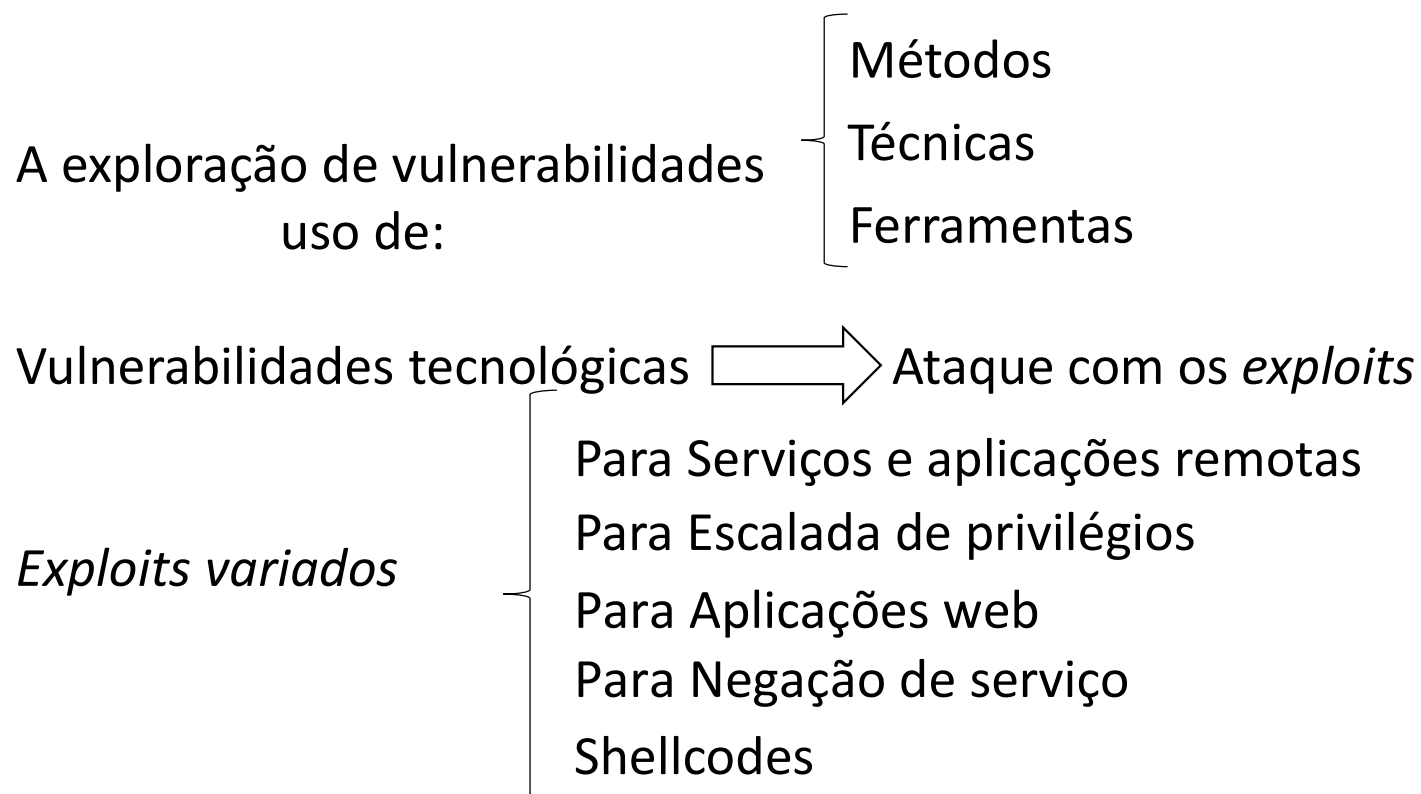 A exploração de vulnerabilidades
uso de:
Métodos
Técnicas
Ferramentas
Vulnerabilidades tecnológicas
Ataque com os exploits
Exploits variados
Para Serviços e aplicações remotas
Para Escalada de privilégios
Para Aplicações web
Para Negação de serviço
Shellcodes